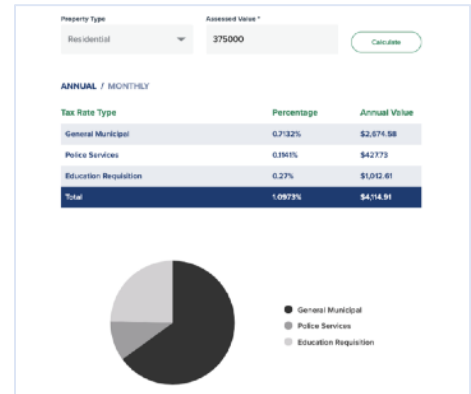 Property Type Assessed Value *
Residential 375000 Calculate
ANNUAL / MONTHLY
Tax Rate Type Percentage Annual Value
General Municipal 0.7132% $2,674.58
Police Services 0.1141% $427.73
Education Requisition 0.27% $1,012.61
Total 1.0973% $4,114.91
General Municipal
Police Services
Education Requisition